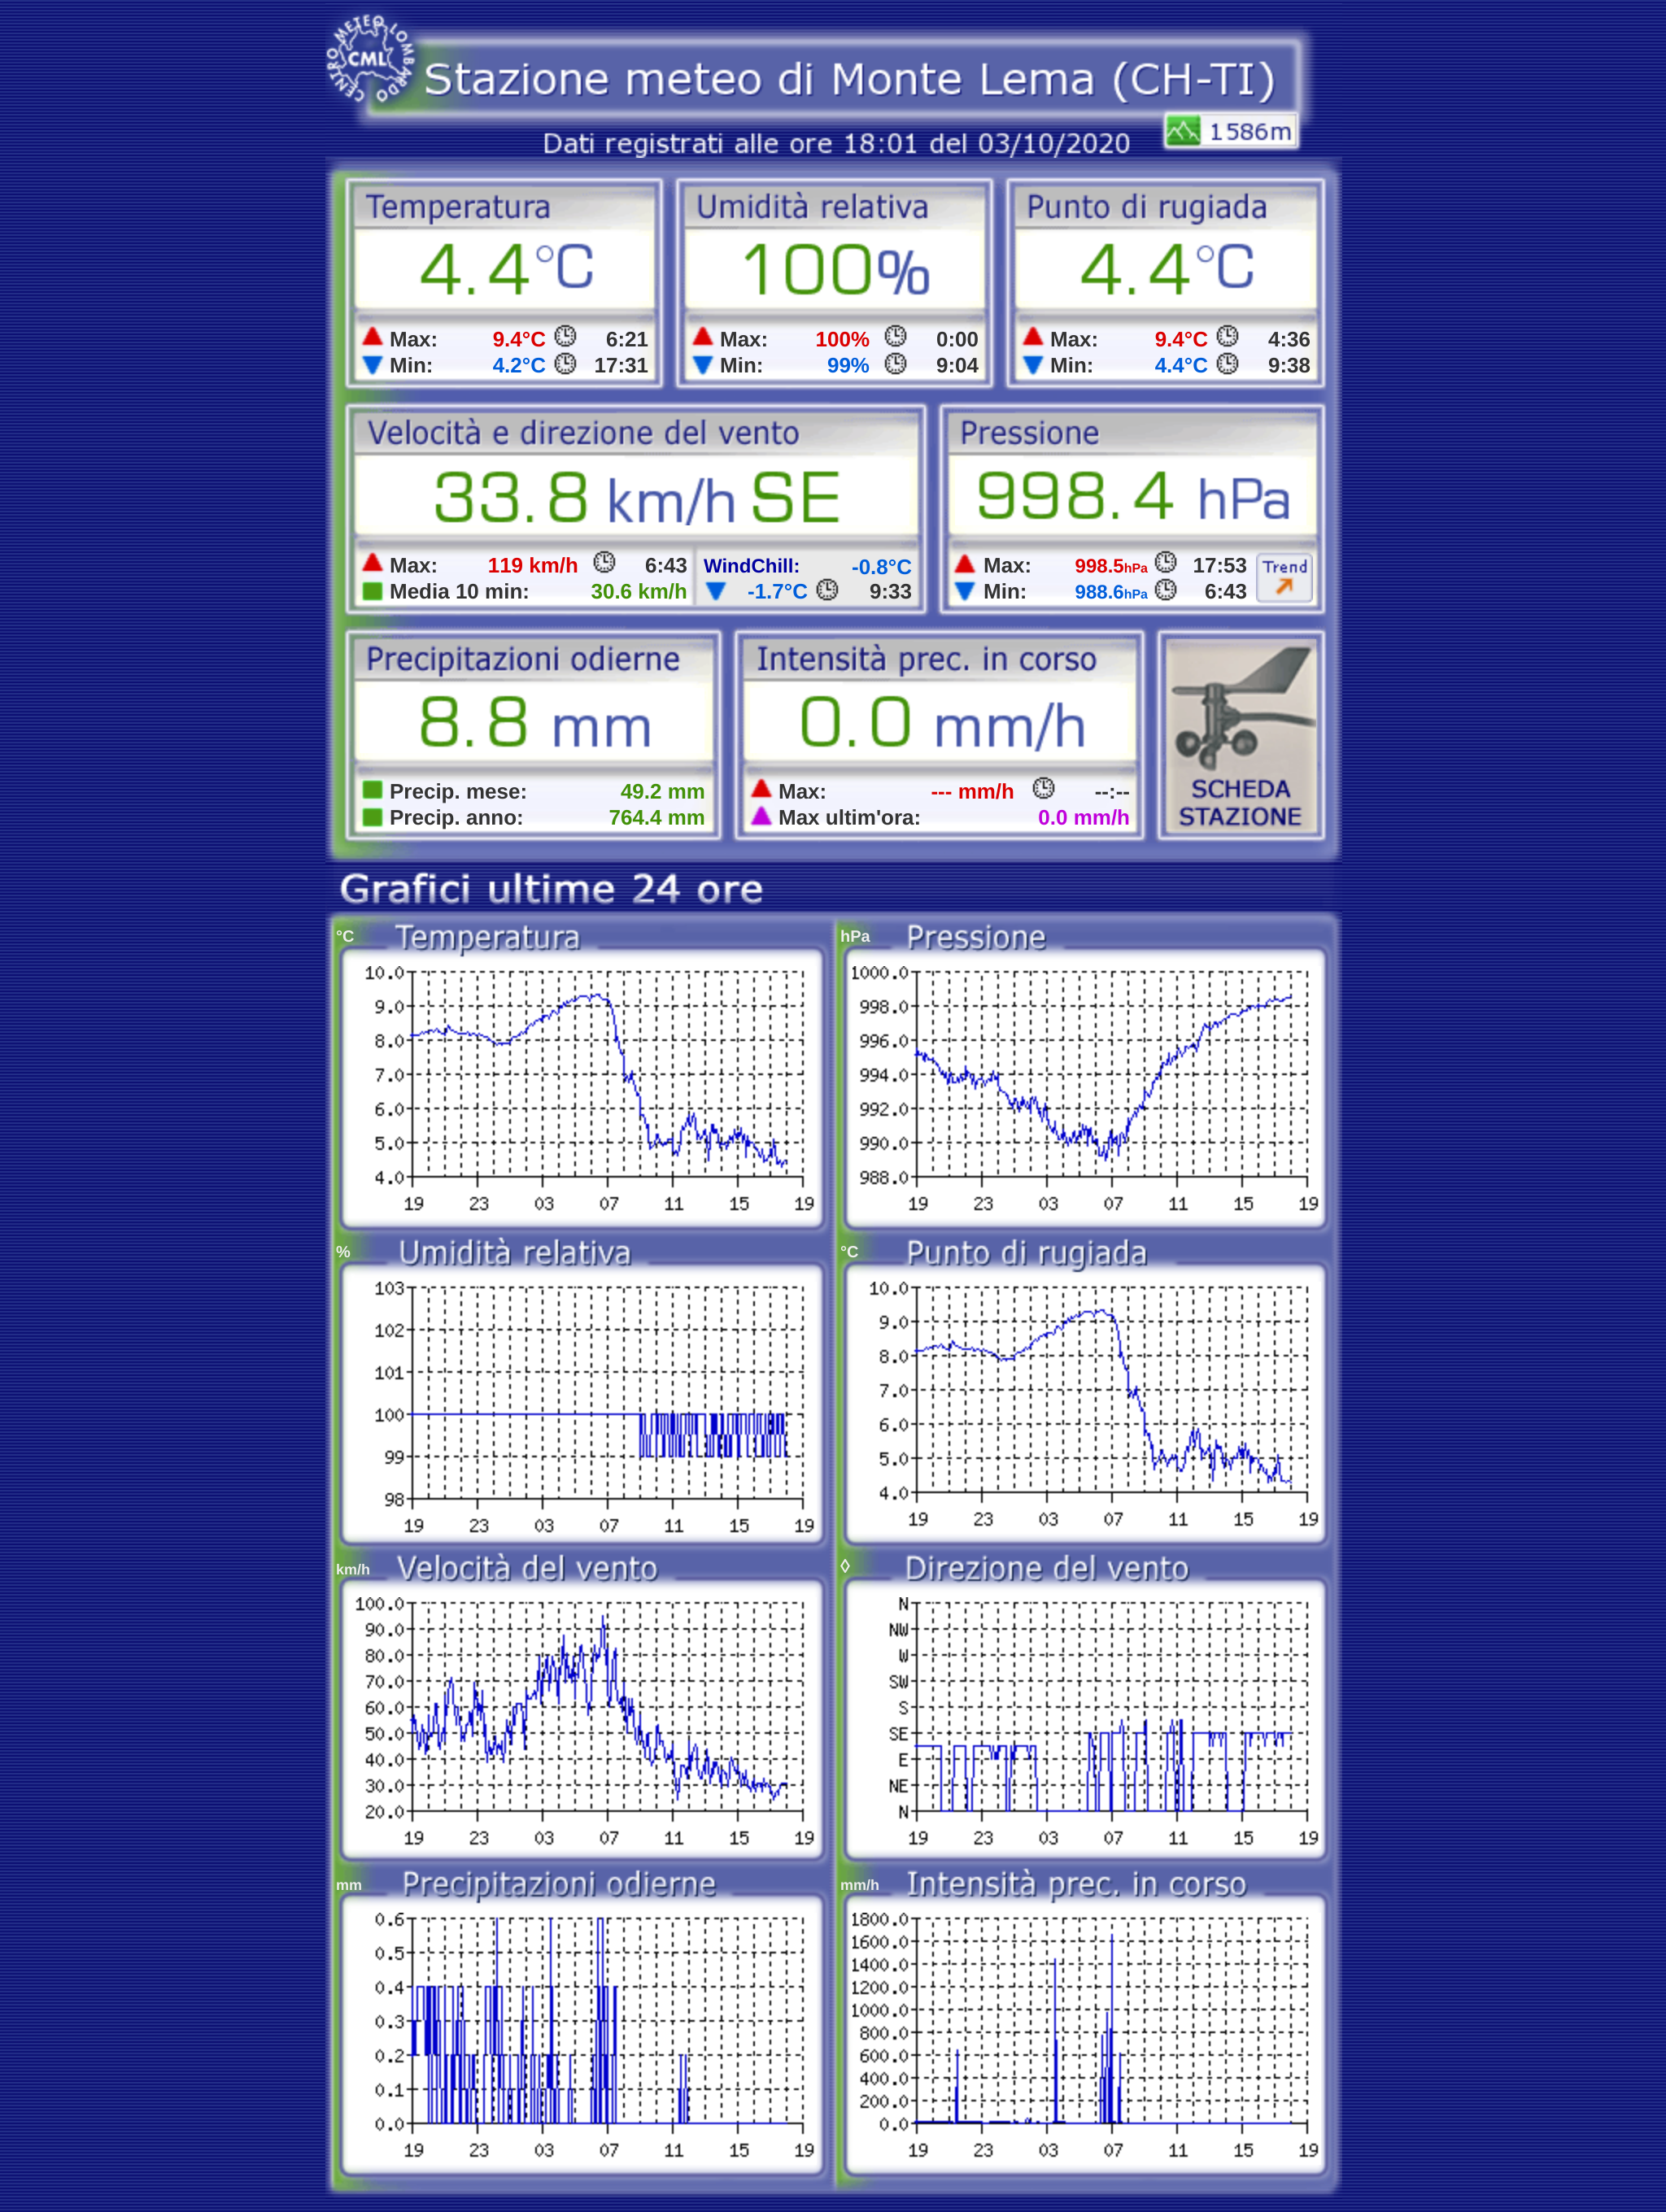 CENTRO METEO LOMBARDO
CML
Stazione meteo di Monte Lema (CH-TI)
1586m
Dati registrati alle ore 18:01 del 03/10/2020
Temperatura
4.4°C
Max: 9.4°C 6:21
Min: 4.2°C 17:31
Umidità relativa
100%
Max: 100% 0:00
Min: 99% 9:04
Punto di rugiada
4.4°C
Max: 9.4°C 4:36
Min: 4.4°C 9:38
Velocità e direzione del vento
33.8 km/h SE
Max: 119 km/h 6:43
Media 10 min: 30.6 km/h
WindChill: -0.8°C
-1.7°C 9:33
Pressione
998.4 hPa
Max: 998.5hPa 17:53
Min: 988.6hPa 6:43
Trend
Precipitazioni odierne
8.8 mm
Precip. mese: 49.2 mm
Precip. anno: 764.4 mm
Intensità prec. in corso
0.0 mm/h
Max: --- mm/h --:--
Max ultim'ora: 0.0 mm/h
SCHEDA
STAZIONE
Grafici ultime 24 ore
°C Temperatura
10.0
9.0
8.0
7.0
6.0
5.0
4.0
19 23 03 07 11 15 19
hPa Pressione
1000.0
998.0
996.0
994.0
992.0
990.0
988.0
19 23 03 07 11 15 19
% Umidità relativa
103
102
101
100
99
98
19 23 03 07 11 15 19
°C Punto di rugiada
10.0
9.0
8.0
7.0
6.0
5.0
4.0
19 23 03 07 11 15 19
km/h Velocità del vento
100.0
90.0
80.0
70.0
60.0
50.0
40.0
30.0
20.0
19 23 03 07 11 15 19
◊ Direzione del vento
N
NW
W
SW
S
SE
E
NE
N
19 23 03 07 11 15 19
mm Precipitazioni odierne
0.6
0.5
0.4
0.3
0.2
0.1
0.0
19 23 03 07 11 15 19
mm/h Intensità prec. in corso
1800.0
1600.0
1400.0
1200.0
1000.0
800.0
600.0
400.0
200.0
0.0
19 23 03 07 11 15 19